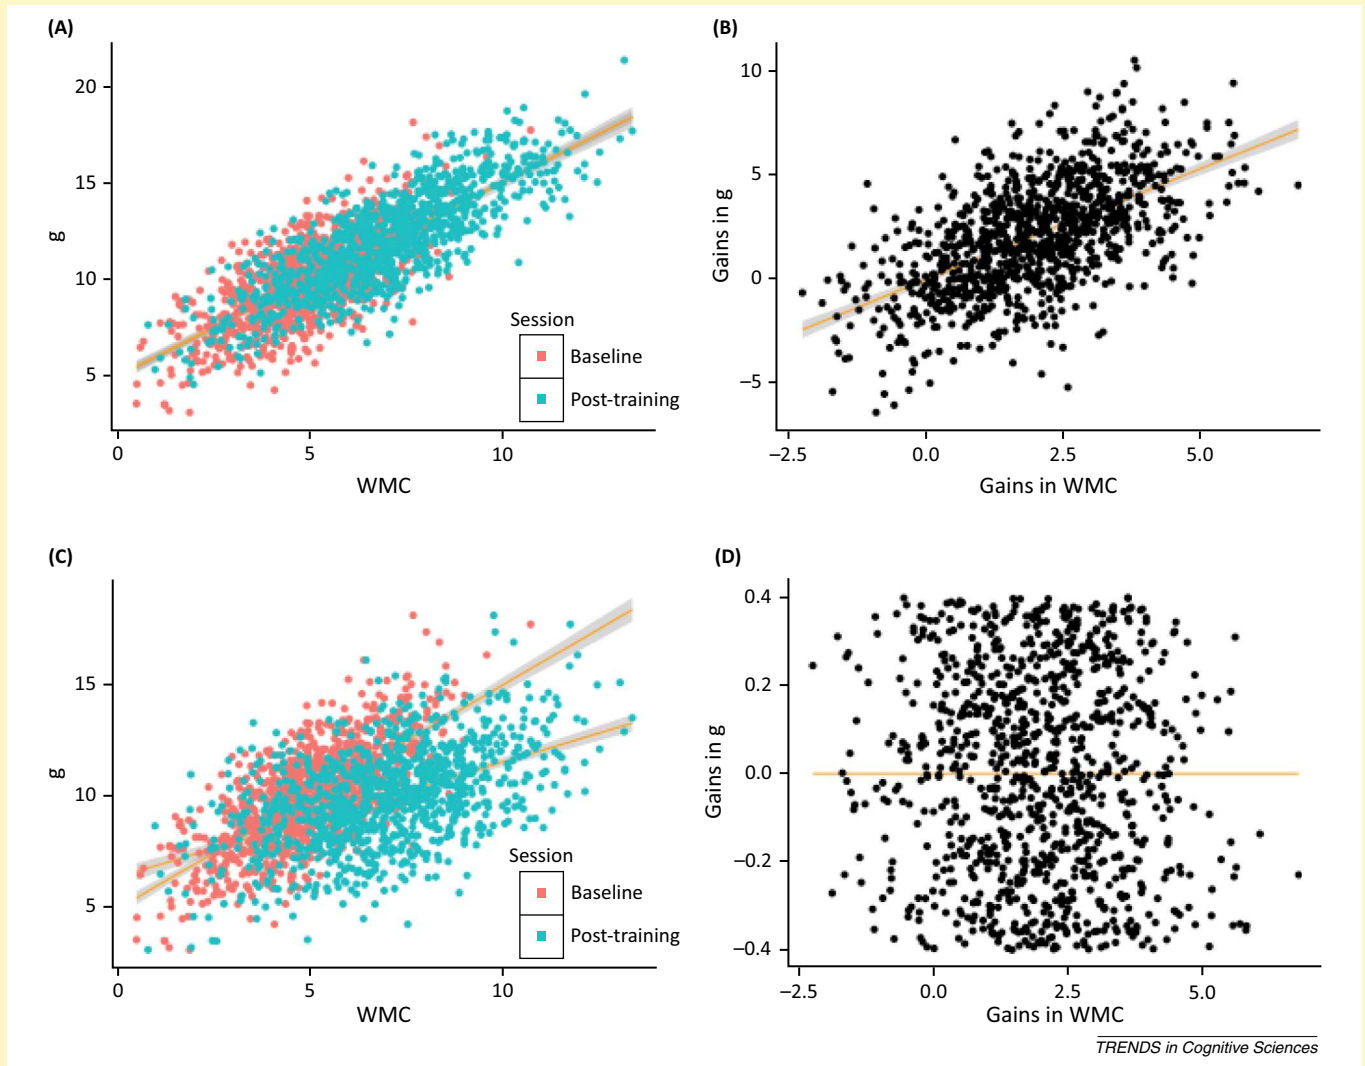 (A)
20
15
10
5
g
0
5
10
WMC
Session
Baseline
Post-training
(B)
10
5
0
–5
Gains in g
–2.5
0.0
2.5
5.0
Gains in WMC
(C)
15
10
5
g
0
5
10
WMC
Session
Baseline
Post-training
(D)
0.4
0.2
0.0
–0.2
–0.4
Gains in g
–2.5
0.0
2.5
5.0
Gains in WMC
TRENDS in Cognitive Sciences